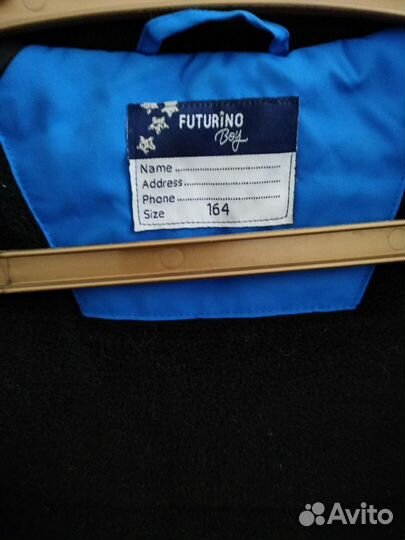 FUTURiNO
Boy
Name
Address
Phone
Size 164
Avito